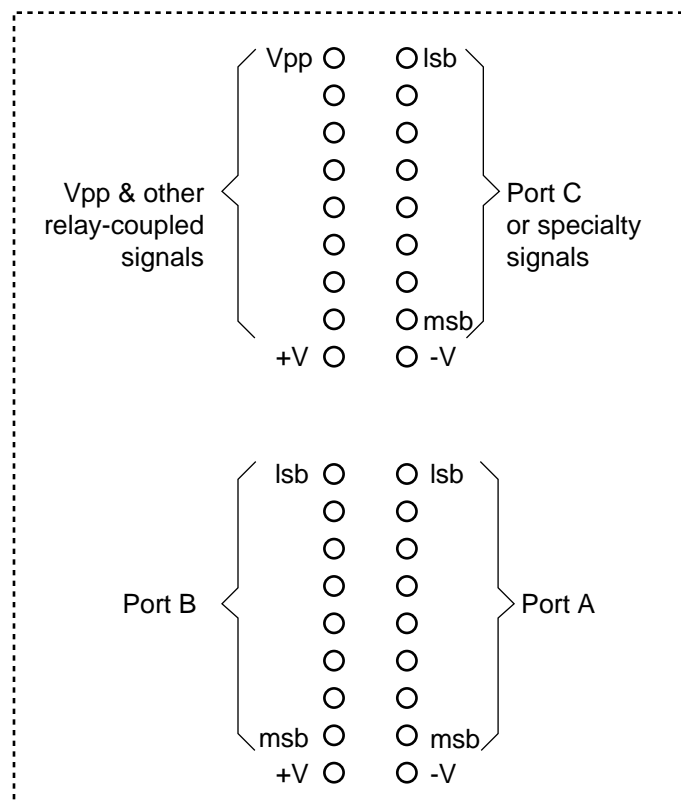 Vpp
lsb
Vpp & other
relay-coupled
signals
Port C
or specialty
signals
msb
+V
-V
lsb
lsb
Port B
Port A
msb
msb
+V
-V